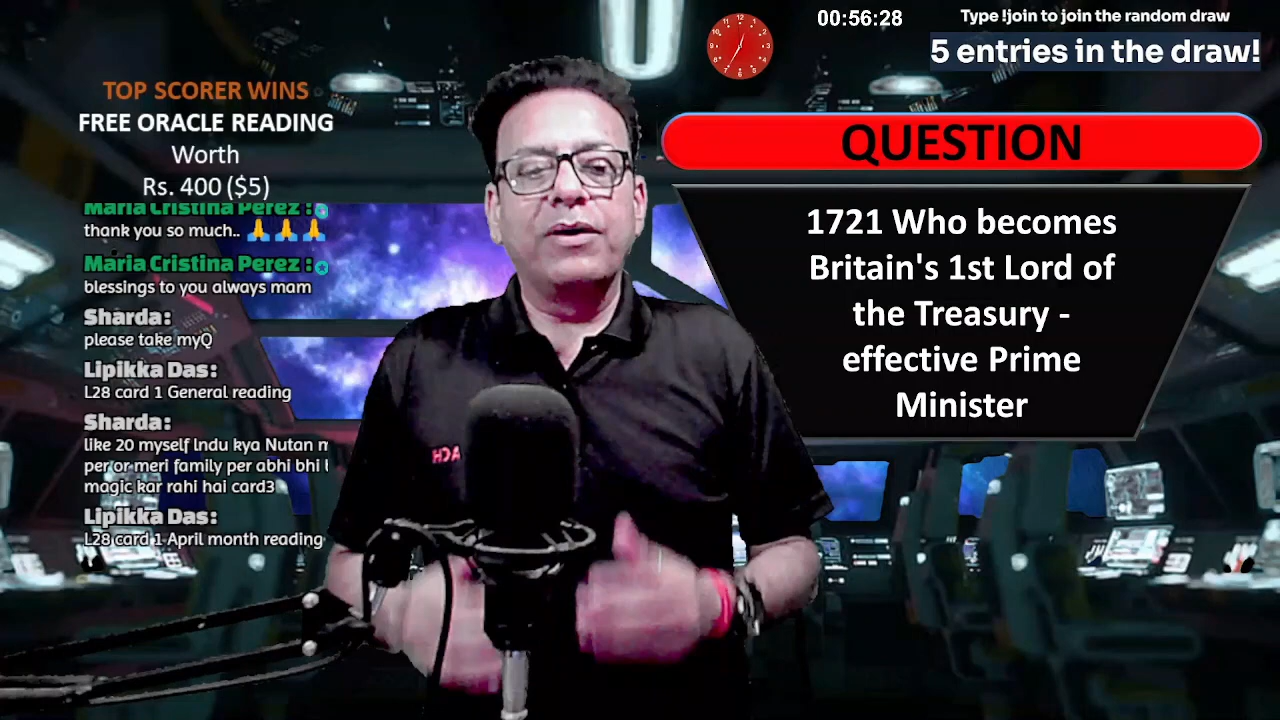 00:56:28
Type !join to join the random draw
5 entries in the draw!
TOP SCORER WINS
FREE ORACLE READING
Worth
Rs. 400 ($5)
Maria Cristina Perez :
thank you so much.. 🙏 🙏 🙏
Maria Cristina Perez :
blessings to you always mam
Sharda:
please take myQ
Lipikka Das:
L28 card 1 General reading
Sharda:
like 20 myself Indu kya Nutan
per or meri family per abhi bhi
magic kar rahi hai card3
Lipikka Das:
L28 card 1 April month reading
QUESTION
1721 Who becomes
Britain's 1st Lord of
the Treasury -
effective Prime
Minister
HDA